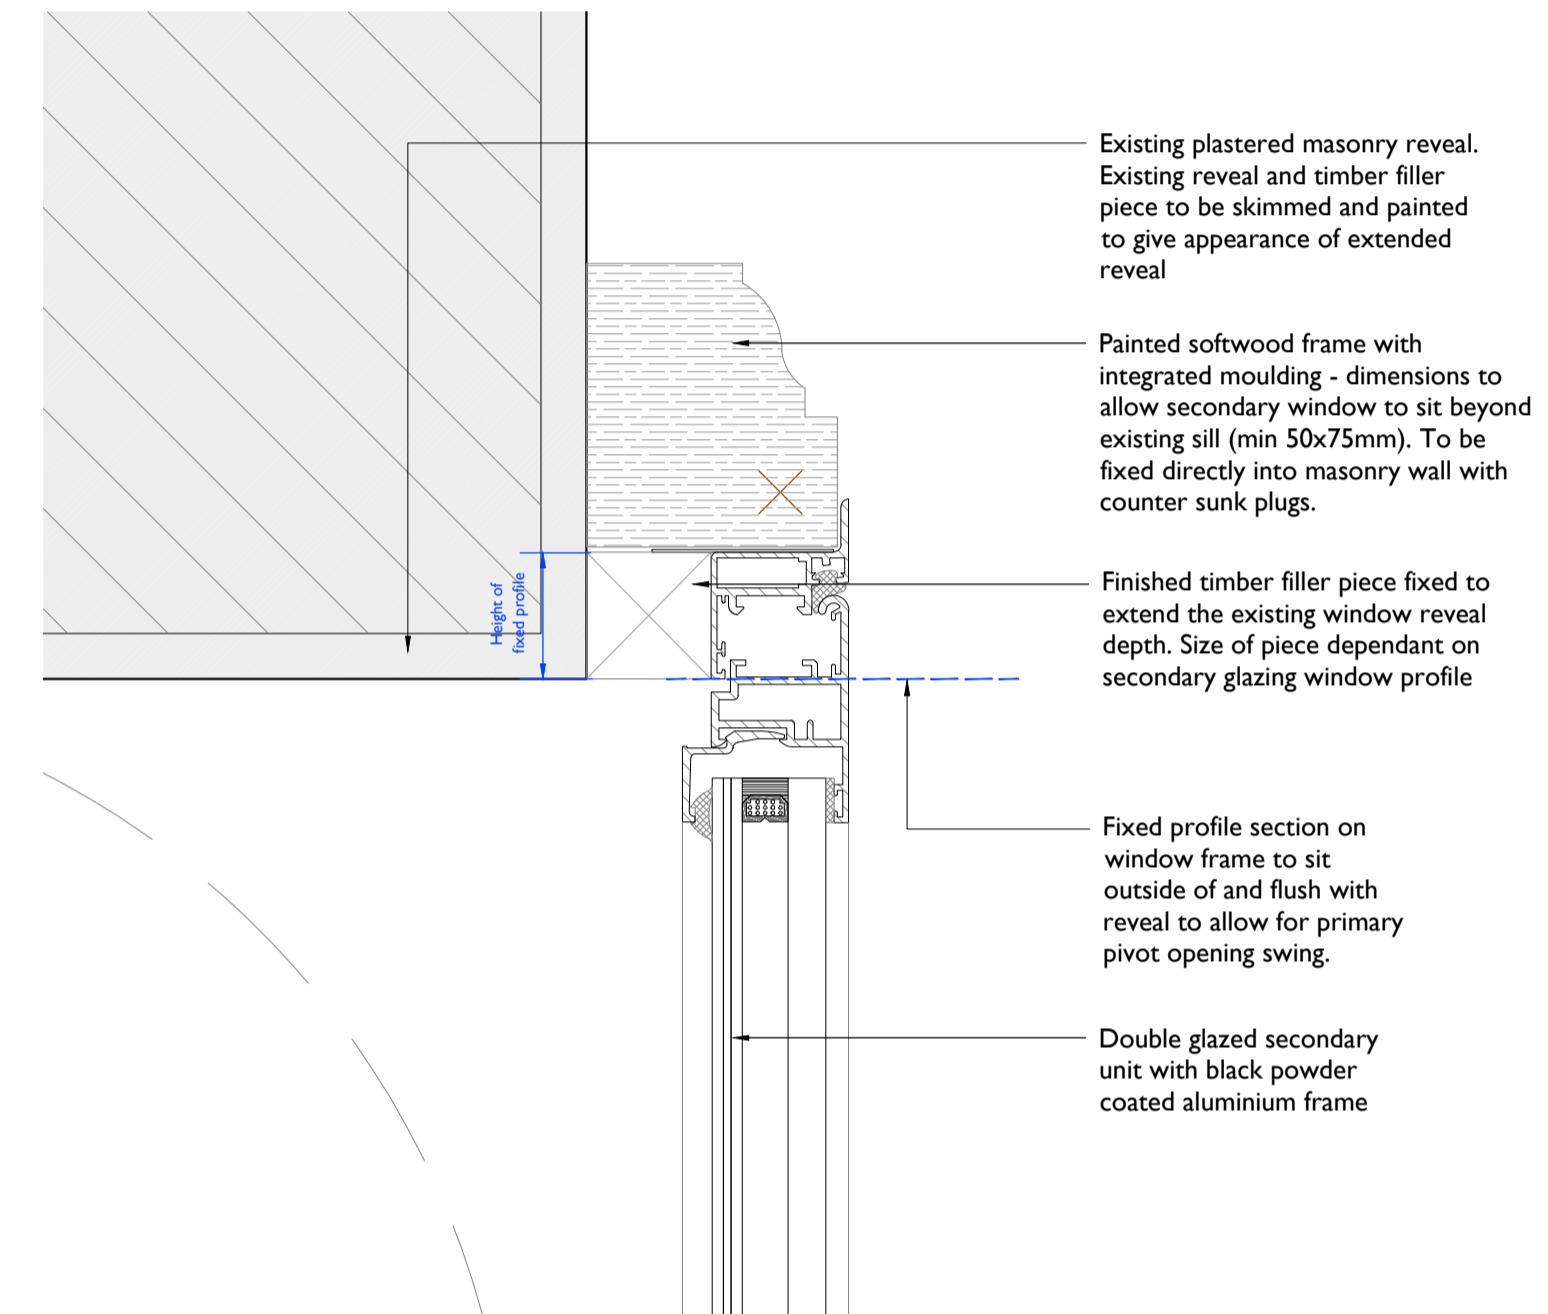 Existing plastered masonry reveal.
Existing reveal and timber filler
piece to be skimmed and painted
to give appearance of extended
reveal
Painted softwood frame with
integrated moulding - dimensions to
allow secondary window to sit beyond
existing sill (min 50x75mm). To be
fixed directly into masonry wall with
counter sunk plugs.
Height of
fixed profile
Finished timber filler piece fixed to
extend the existing window reveal
depth. Size of piece dependant on
secondary glazing window profile
Fixed profile section on
window frame to sit
outside of and flush with
reveal to allow for primary
pivot opening swing.
Double glazed secondary
unit with black powder
coated aluminium frame